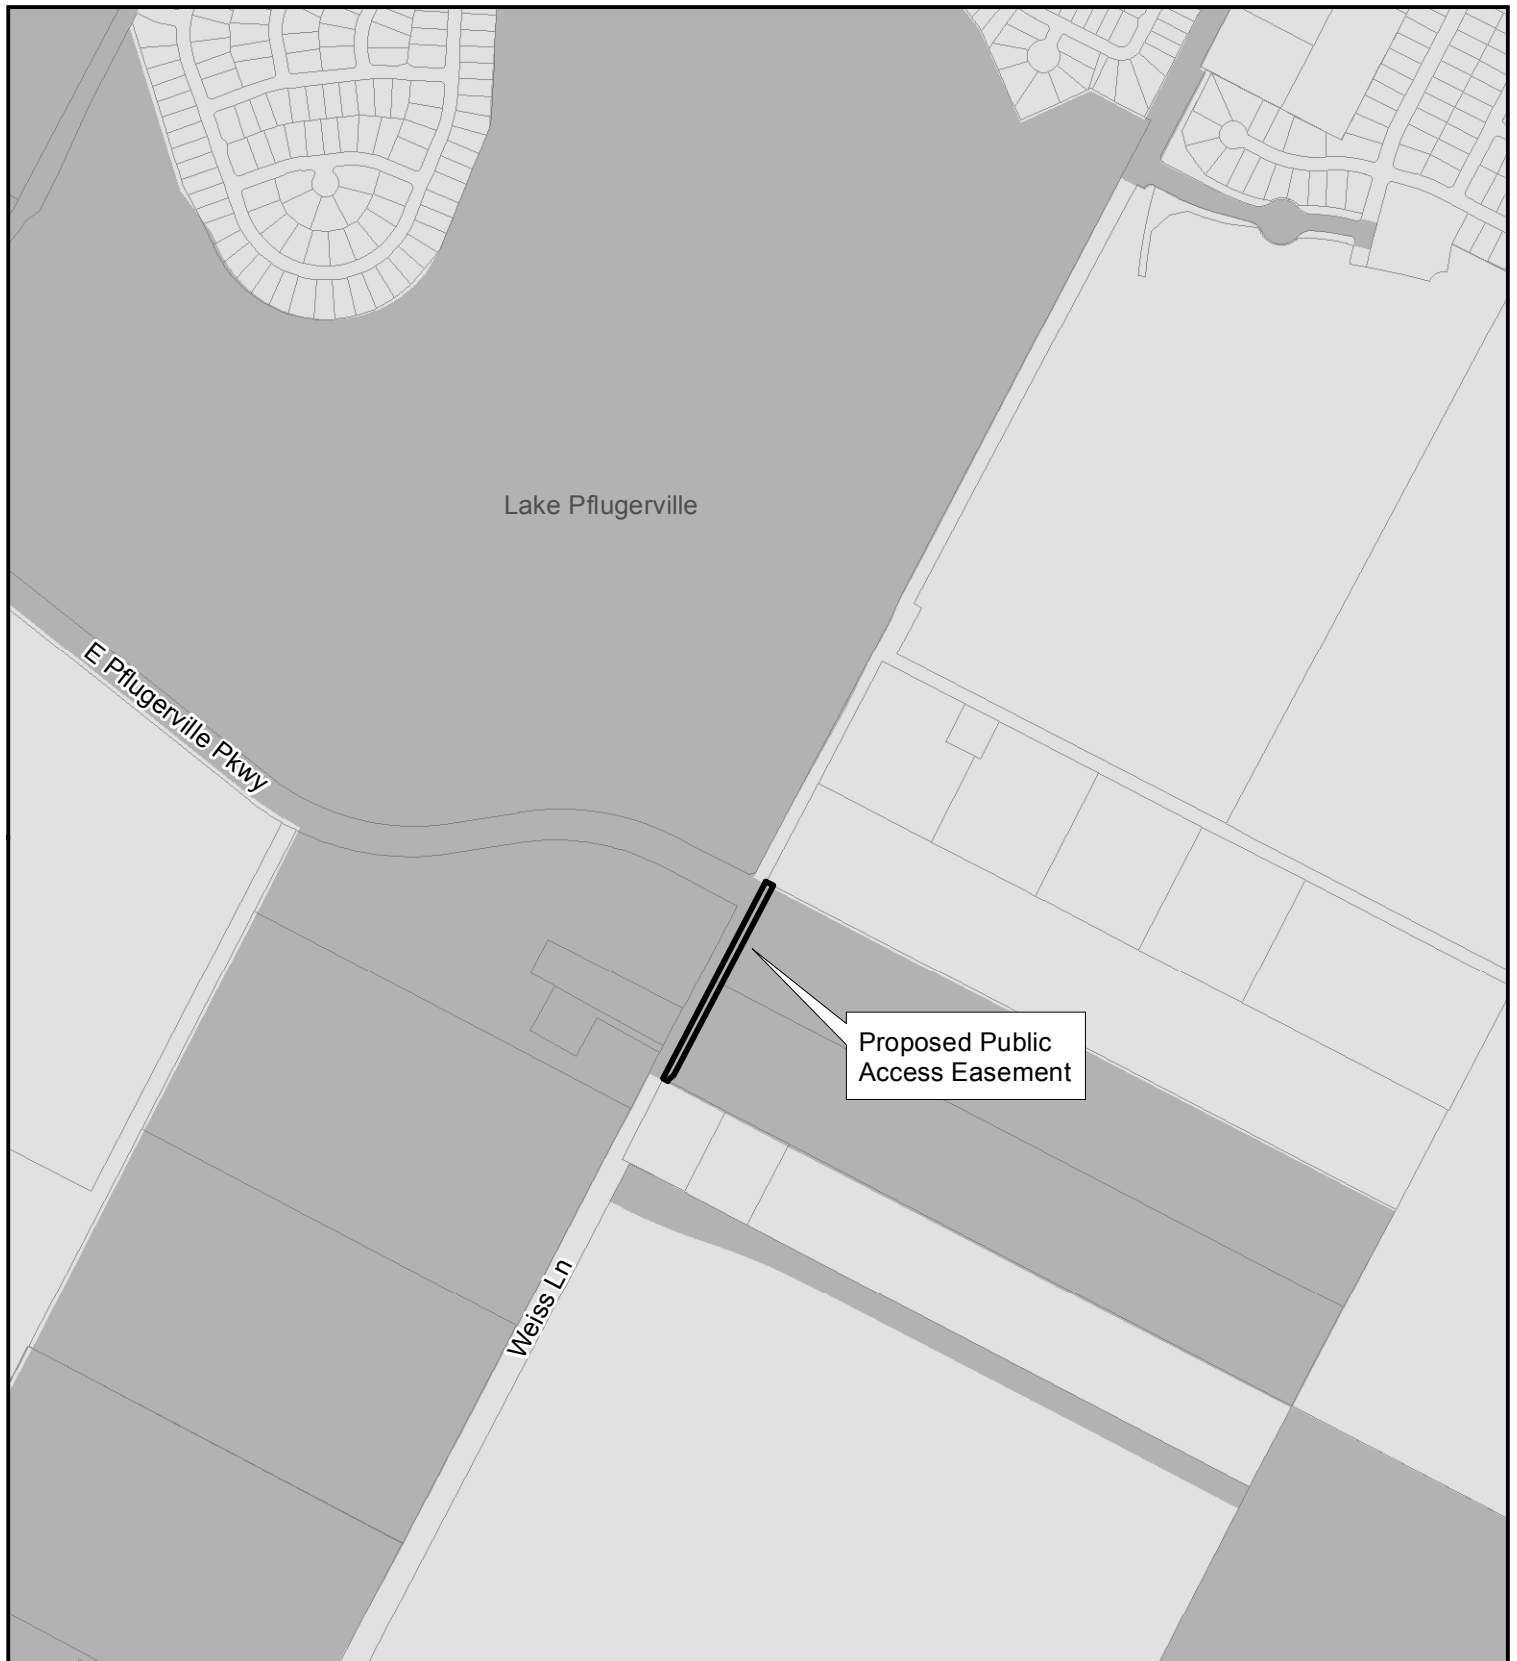 Lake Pflugerville
E Pflugerville Pkwy
Proposed Public
Access Easement
Weiss Ln